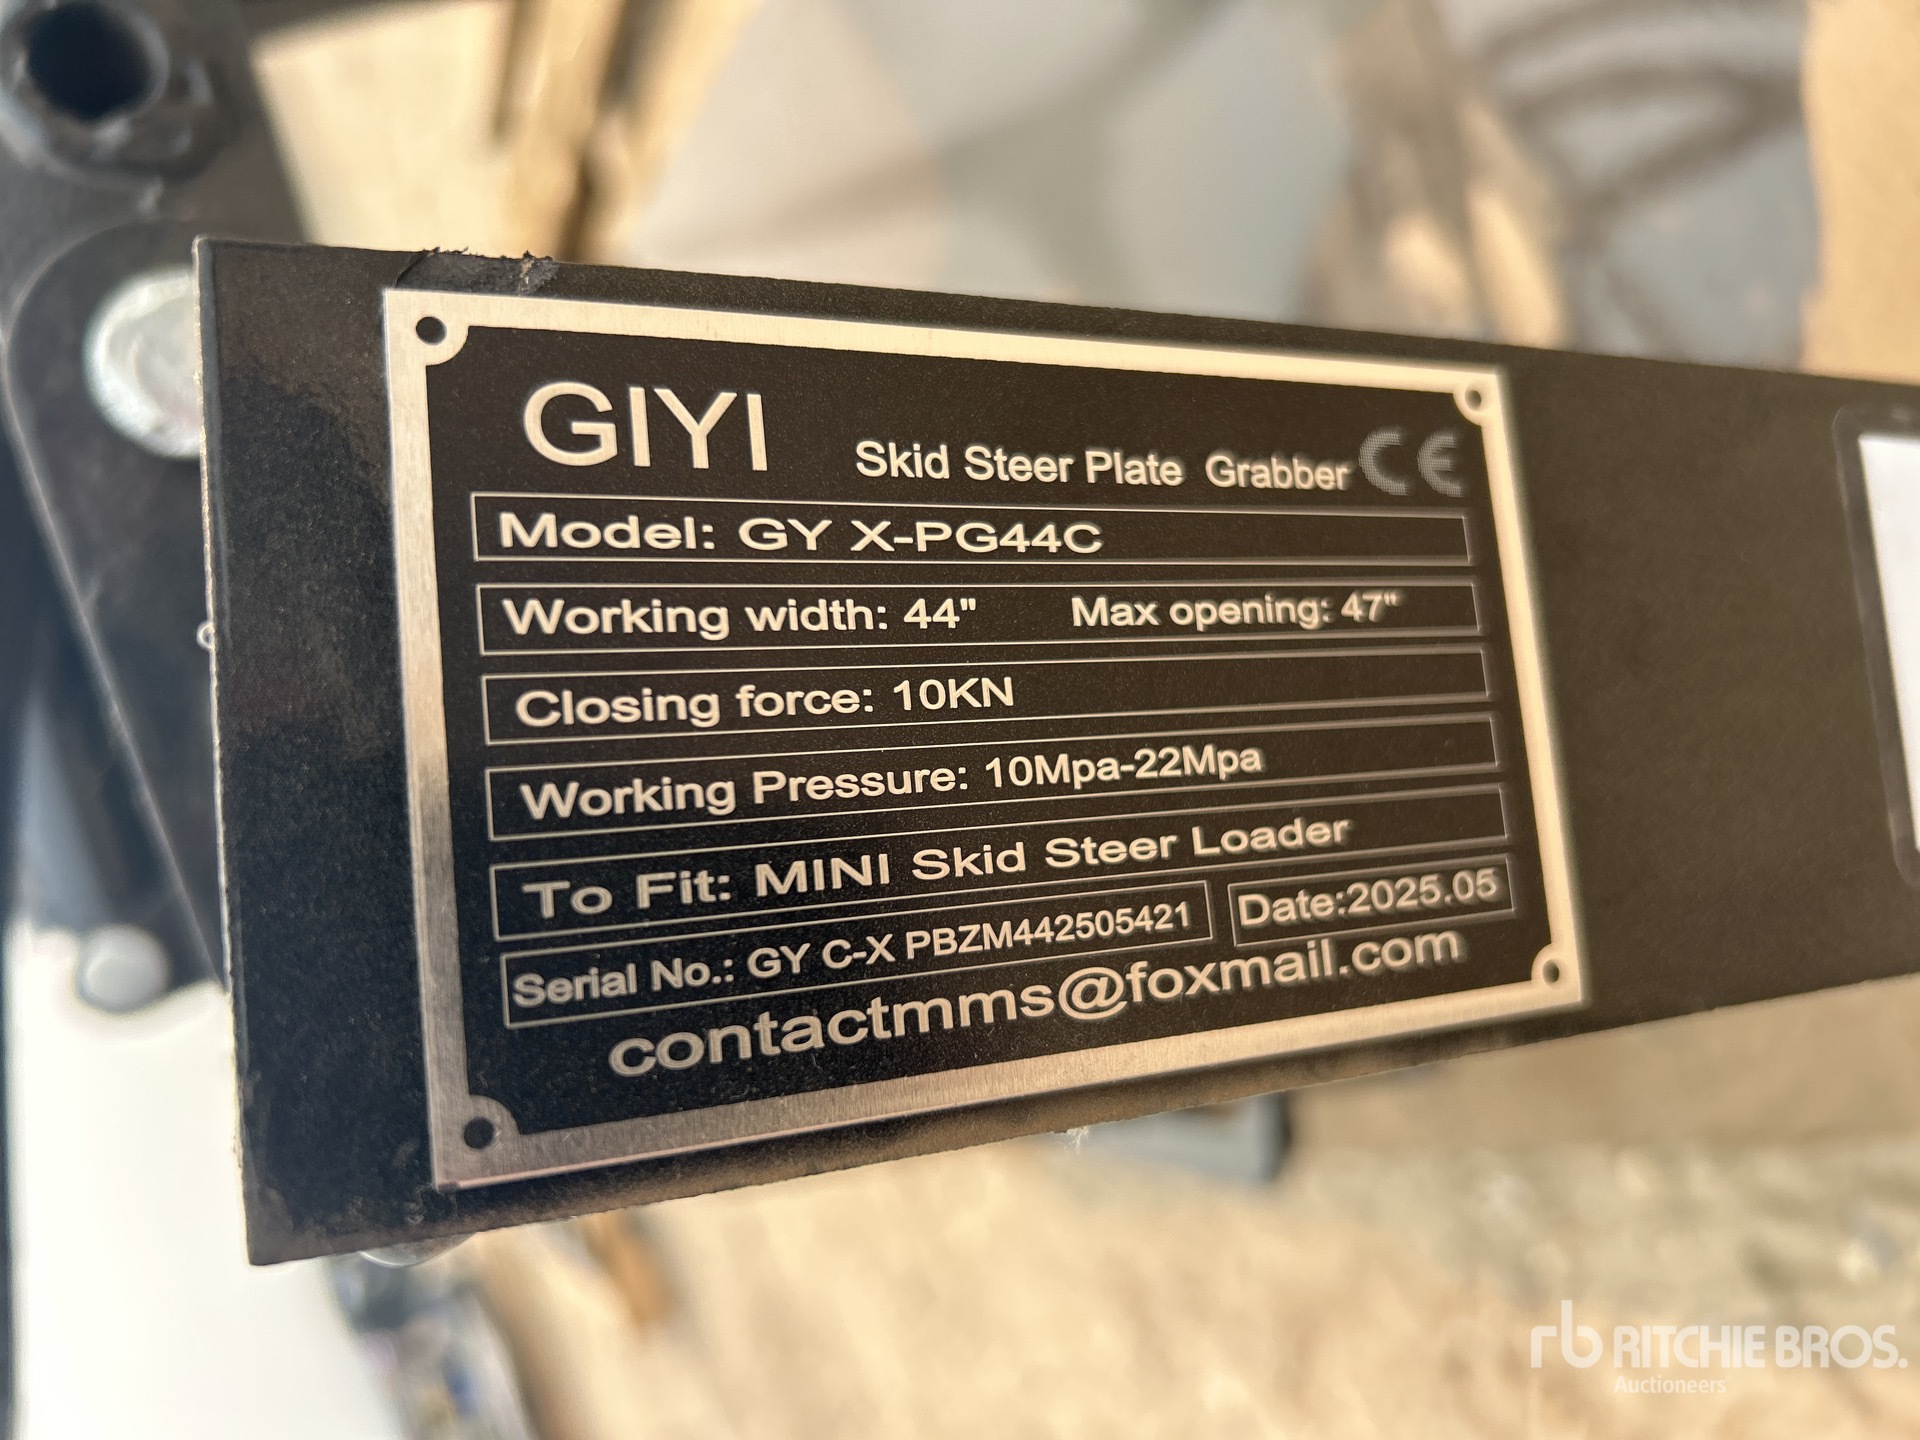 GIYI
Skid Steer Plate Grabber CE
Model: GY X-PG44C
Working width: 44" Max opening: 47"
Closing force: 10KN
Working Pressure: 10Mpa-22Mpa
To Fit: MINI Skid Steer Loader
Serial No.: GY C-X PBZM442505421 Date:2025.05
contactmms@foxmail.com
rb RITCHIE BROS.
Auctioneers